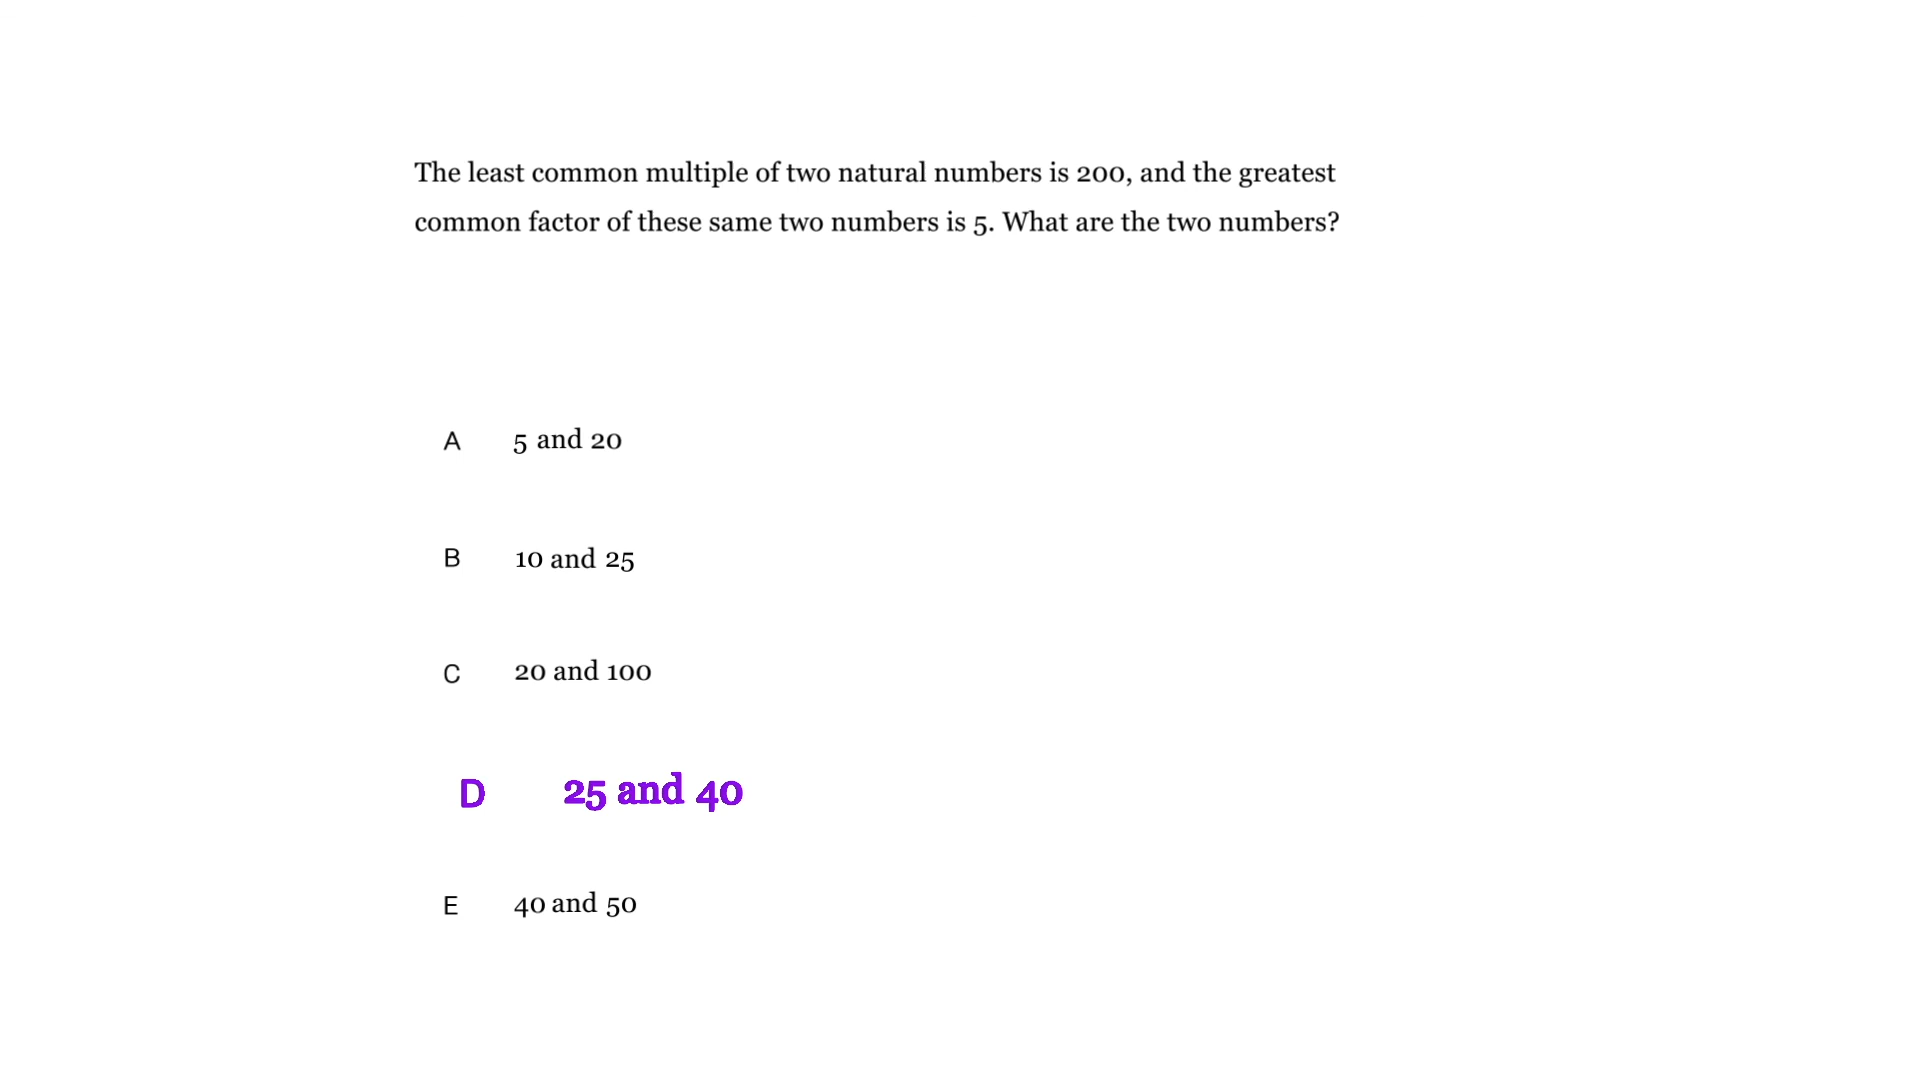 The least common multiple of two natural numbers is 200, and the greatest
common factor of these same two numbers is 5. What are the two numbers?
A 5 and 20
B 10 and 25
C 20 and 100
D 25 and 40
E 40 and 50